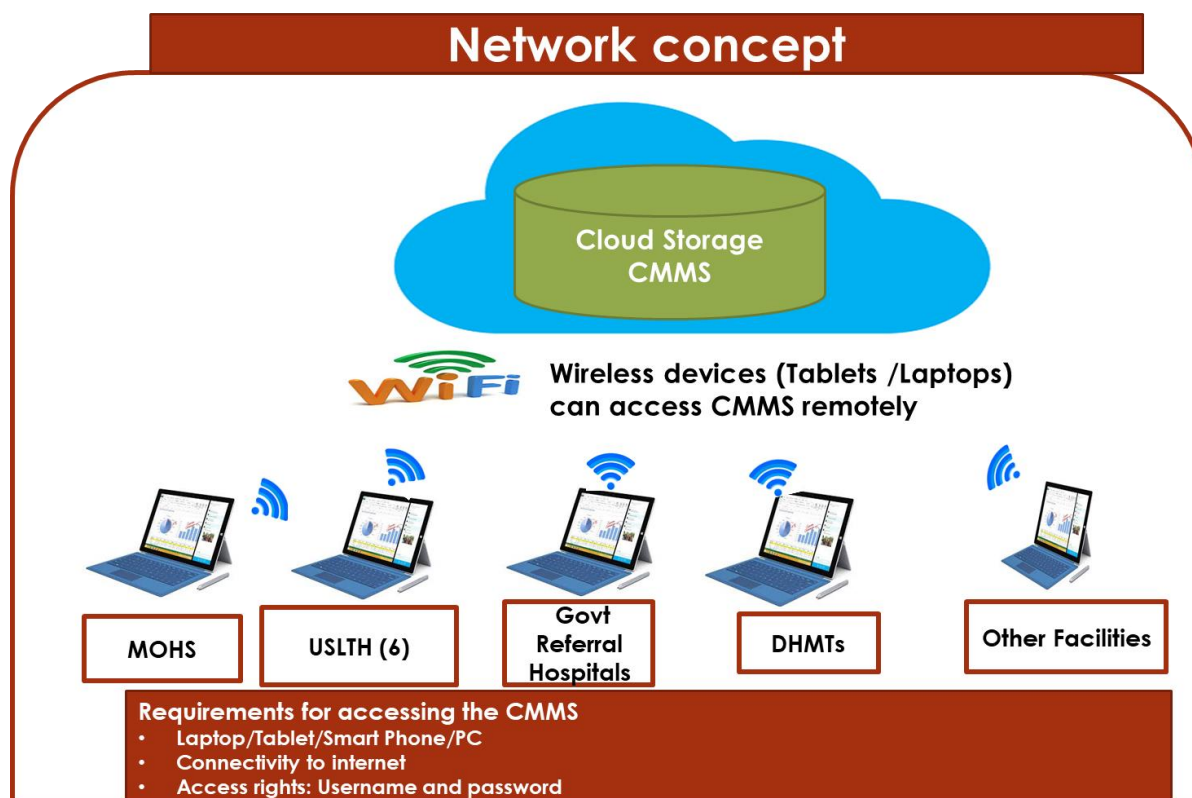 Network concept
Cloud Storage
CMMS
WiFi
Wireless devices (Tablets /Laptops)
can access CMMS remotely
MOHS
USLTH (6)
Govt
Referral
Hospitals
DHMTs
Other Facilities
Requirements for accessing the CMMS
• Laptop/Tablet/Smart Phone/PC
• Connectivity to internet
• Access rights: Username and password